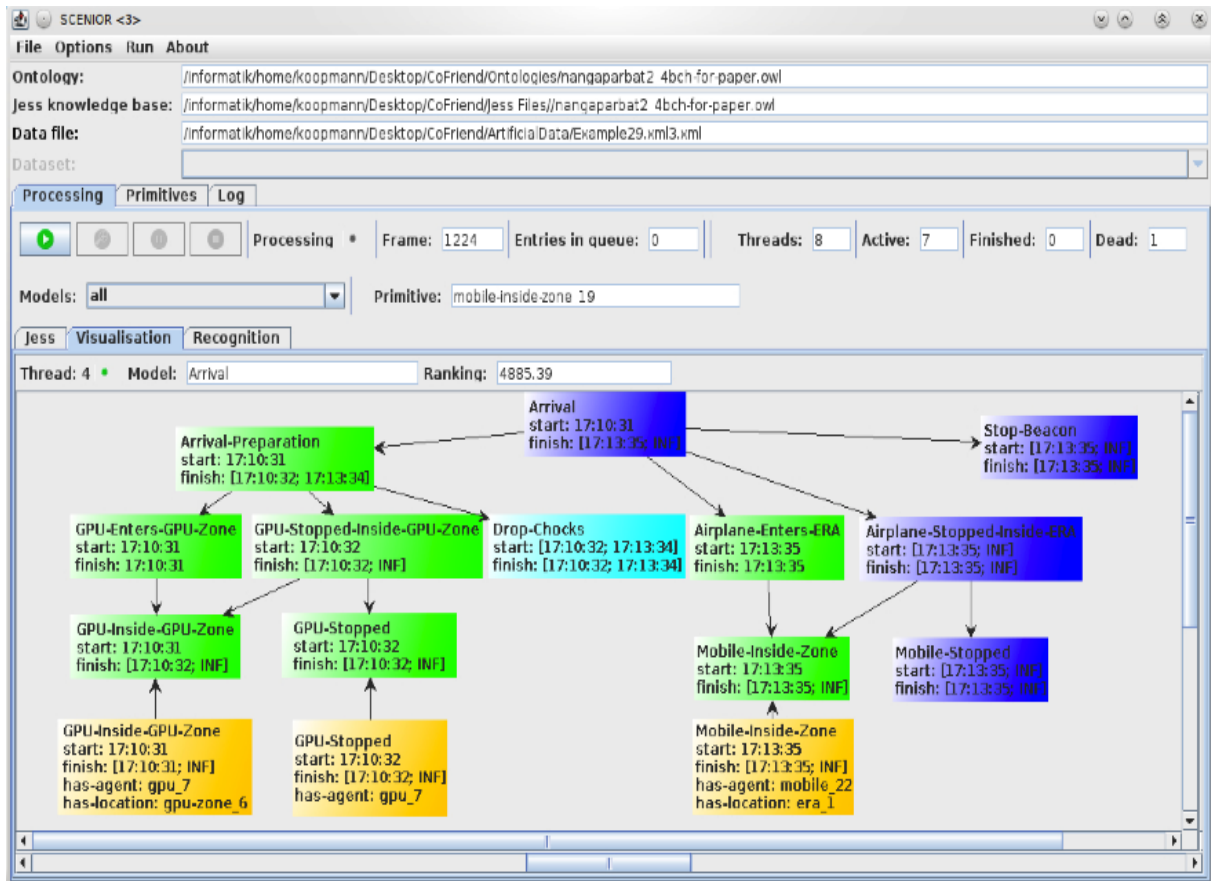 SCENIOR <3>
File Options Run About
Ontology: /informatik/home/koopmann/Desktop/CoFriend/Ontologies/nangaparbat2_4bch-for-paper.owl
Jess knowledge base: /informatik/home/koopmann/Desktop/CoFriend/Jess Files//nangaparbat2_4bch-for-paper.owl
Data file: /informatik/home/koopmann/Desktop/CoFriend/ArtificialData/Example29.xml3.xml
Dataset:
Processing Primitives Log
Processing Frame: 1224 Entries in queue: 0 Threads: 8 Active: 7 Finished: 0 Dead: 1
Models: all Primitive: mobile-inside-zone_19
Jess Visualisation Recognition
Thread: 4 Model: Arrival Ranking: 4885.39
Arrival
start: 17:10:31
finish: [17:13:35; INF]
Arrival-Preparation
start: 17:10:31
finish: [17:10:32; 17:13:34]
Stop-Beacon
start: [17:13:35; INF]
finish: [17:13:35; INF]
GPU-Enters-GPU-Zone
start: 17:10:31
finish: 17:10:31
GPU-Stopped-Inside-GPU-Zone
start: 17:10:32
finish: [17:10:32; INF]
Drop-Chocks
start: [17:10:32; 17:13:34]
finish: [17:10:32; 17:13:34]
Airplane-Enters-ERA
start: 17:13:35
finish: 17:13:35
Airplane-Stopped-Inside-ERA
start: [17:13:35; INF]
finish: [17:13:35; INF]
GPU-Inside-GPU-Zone
start: 17:10:31
finish: [17:10:32; INF]
GPU-Stopped
start: 17:10:32
finish: [17:10:32; INF]
Mobile-Inside-Zone
start: 17:13:35
finish: [17:13:35; INF]
Mobile-Stopped
start: [17:13:35; INF]
finish: [17:13:35; INF]
GPU-Inside-GPU-Zone
start: 17:10:31
finish: [17:10:31; INF]
has-agent: gpu_7
has-location: gpu-zone_6
GPU-Stopped
start: 17:10:32
finish: [17:10:32; INF]
has-agent: gpu_7
Mobile-Inside-Zone
start: 17:13:35
finish: [17:13:35; INF]
has-agent: mobile_22
has-location: era_1